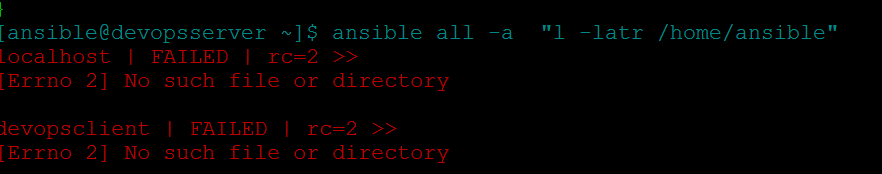 }
[ansible@devopsserver ~]$ ansible all -a  "l -latr /home/ansible"
localhost | FAILED | rc=2 >>
[Errno 2] No such file or directory
devopsclient | FAILED | rc=2 >>
[Errno 2] No such file or directory